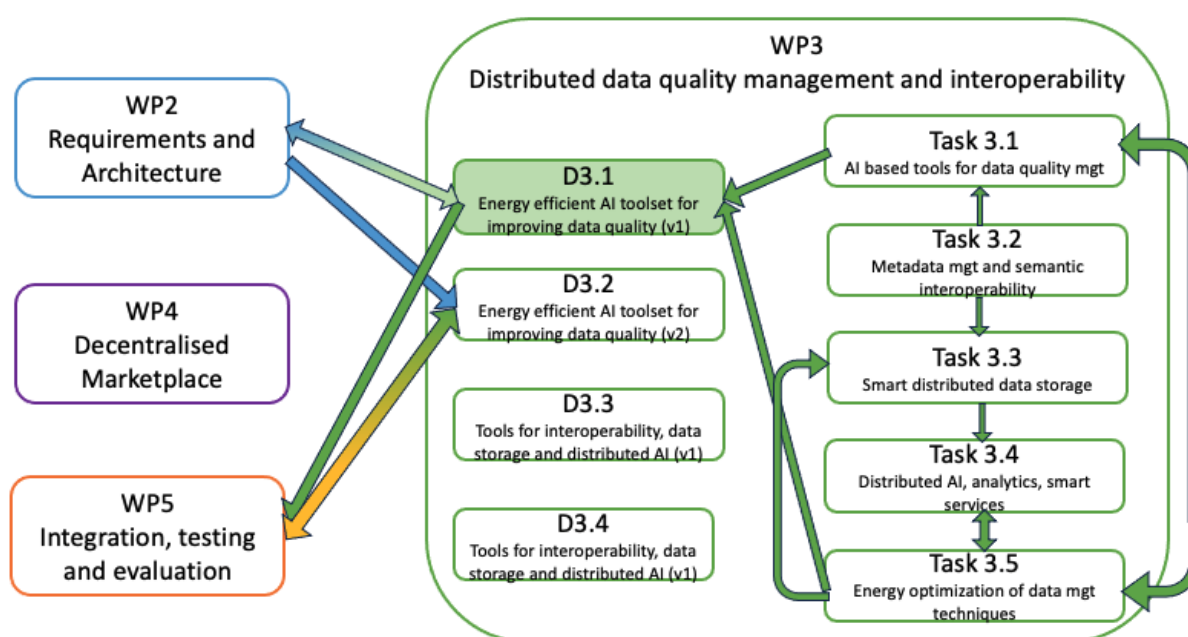 WP3
Distributed data quality management and interoperability
WP2
Requirements and
Architecture
WP4
Decentralised
Marketplace
WP5
Integration, testing
and evaluation
D3.1
Energy efficient AI toolset for
improving data quality (v1)
D3.2
Energy efficient AI toolset for
improving data quality (v2)
D3.3
Tools for interoperability, data
storage and distributed AI (v1)
D3.4
Tools for interoperability, data
storage and distributed AI (v1)
Task 3.1
AI based tools for data quality mgt
Task 3.2
Metadata mgt and semantic
interoperability
Task 3.3
Smart distributed data storage
Task 3.4
Distributed AI, analytics, smart
services
Task 3.5
Energy optimization of data mgt
techniques